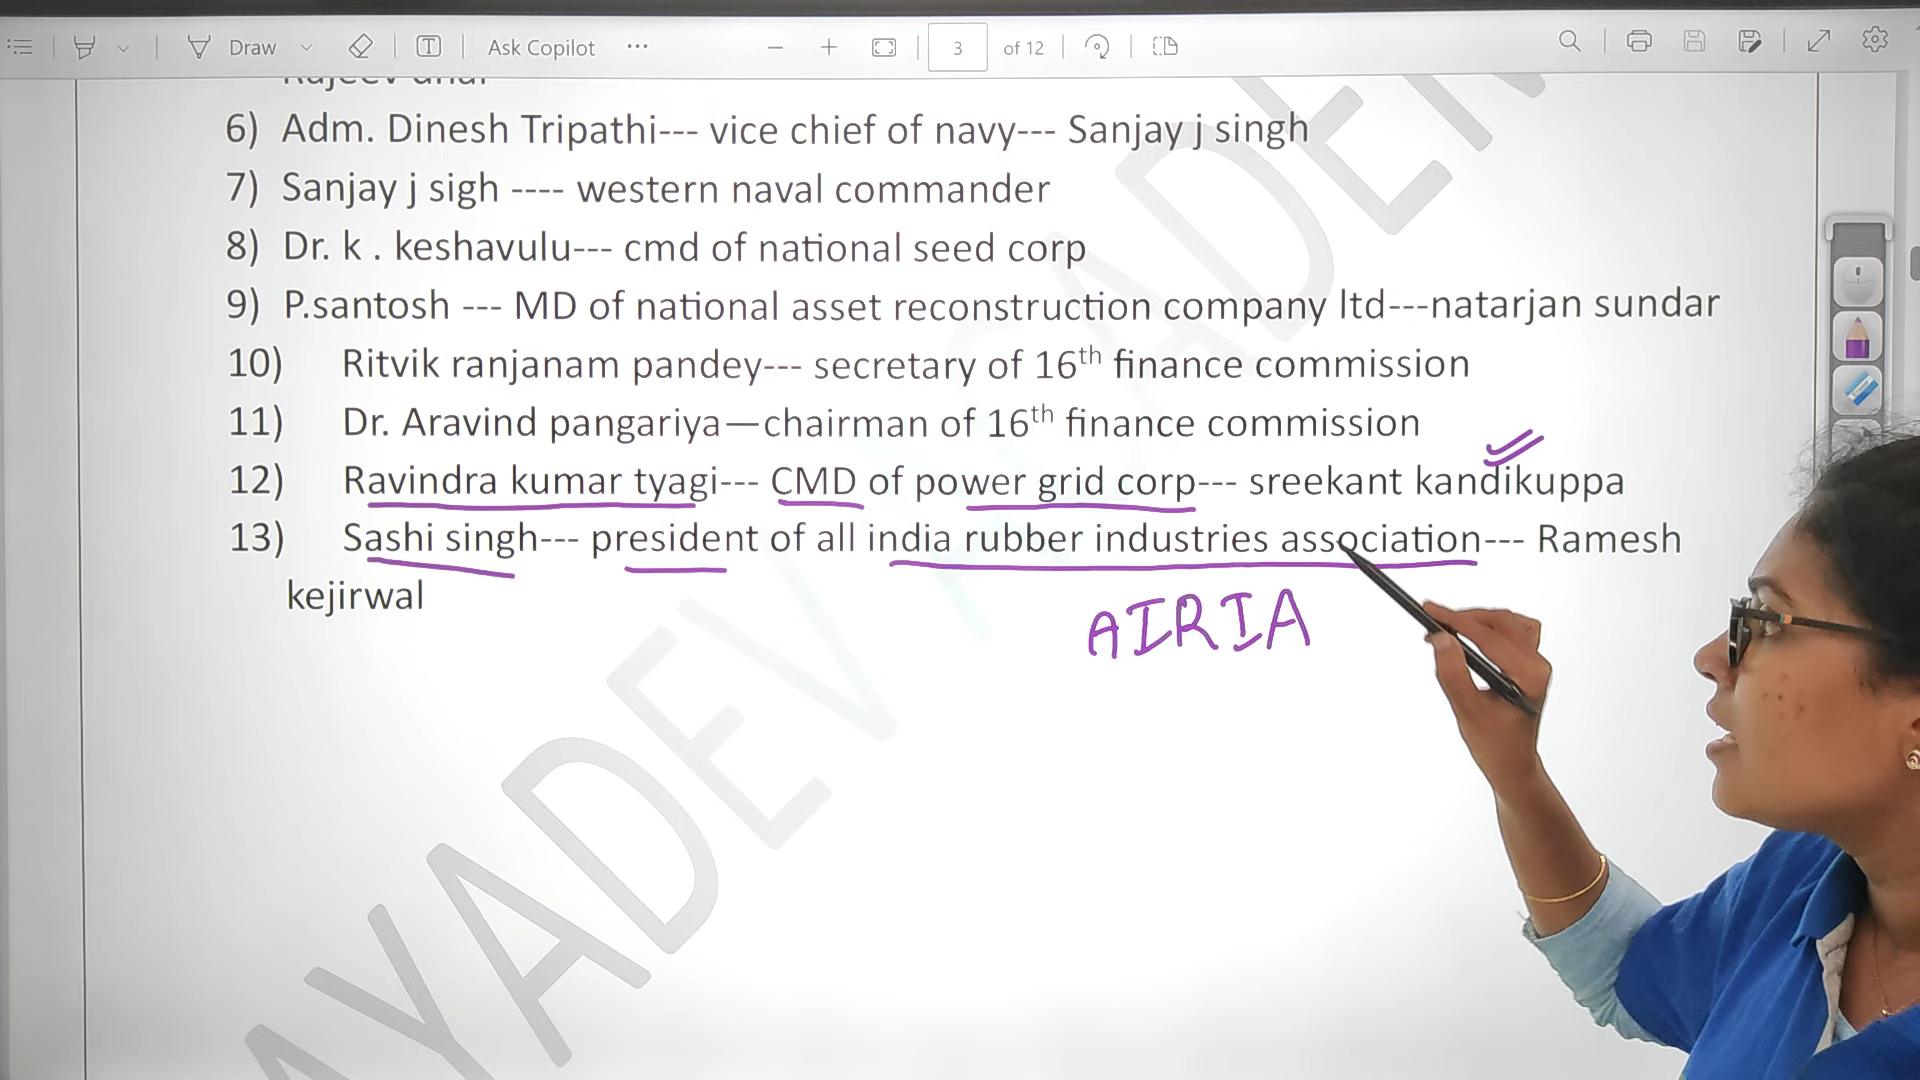 Draw
Ask Copilot
3 of 12
Rajeev dhar
6) Adm. Dinesh Tripathi--- vice chief of navy--- Sanjay j singh
7) Sanjay j sigh ---- western naval commander
8) Dr. k . keshavulu--- cmd of national seed corp
9) P.santosh --- MD of national asset reconstruction company ltd---natarjan sundar
10) Ritvik ranjanam pandey--- secretary of 16th finance commission
11) Dr. Aravind pangariya—chairman of 16th finance commission
12) Ravindra kumar tyagi--- CMD of power grid corp--- sreekant kandikuppa
13) Sashi singh--- president of all india rubber industries association--- Ramesh
kejirwal
AIRIA